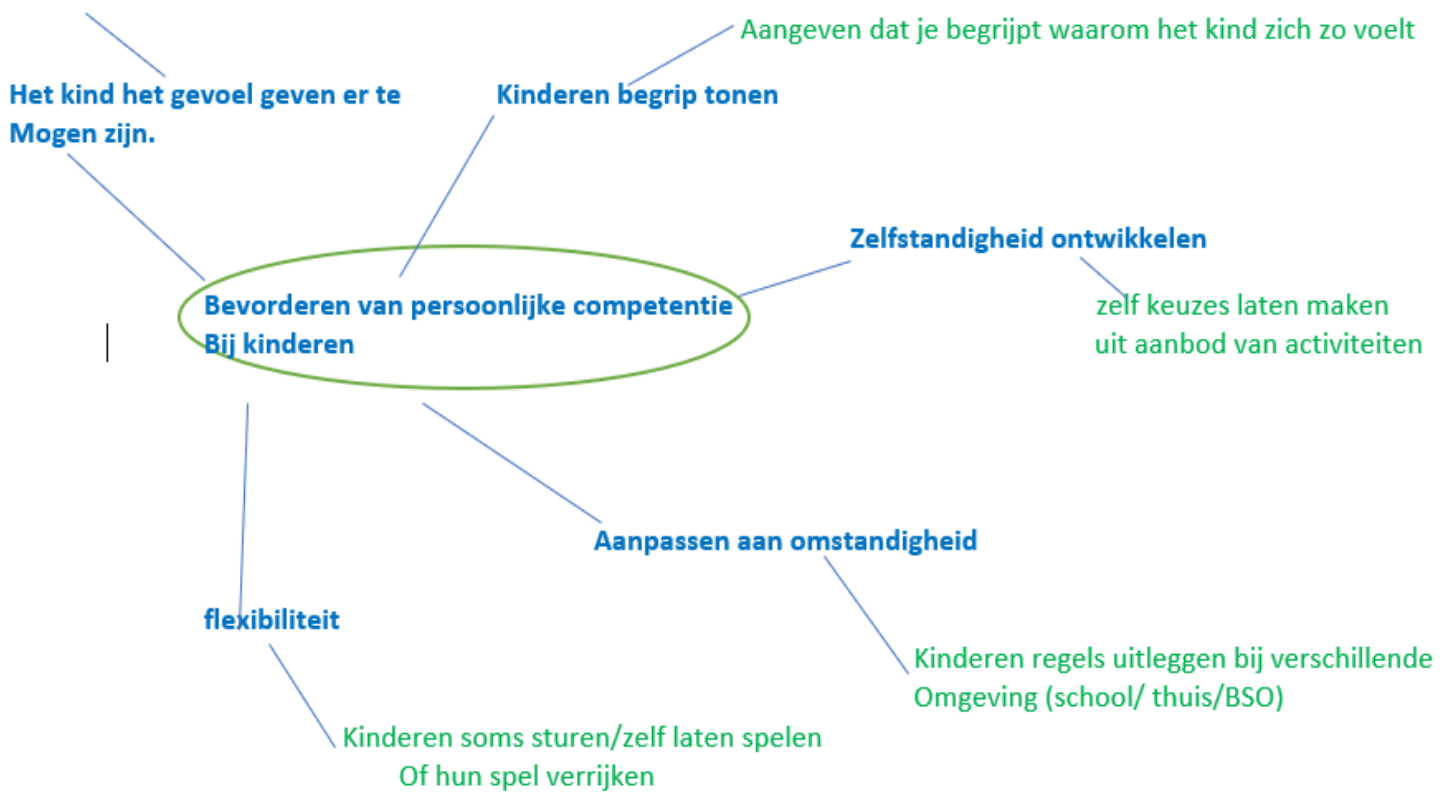 Aangeven dat je begrijpt waarom het kind zich zo voelt
Het kind het gevoel geven er te
Mogen zijn.
Kinderen begrip tonen
Zelfstandigheid ontwikkelen
zelf keuzes laten maken
uit aanbod van activiteiten
Bevorderen van persoonlijke competentie
Bij kinderen
Aanpassen aan omstandigheid
Kinderen regels uitleggen bij verschillende
Omgeving (school/ thuis/BSO)
flexibiliteit
Kinderen soms sturen/zelf laten spelen
Of hun spel verrijken